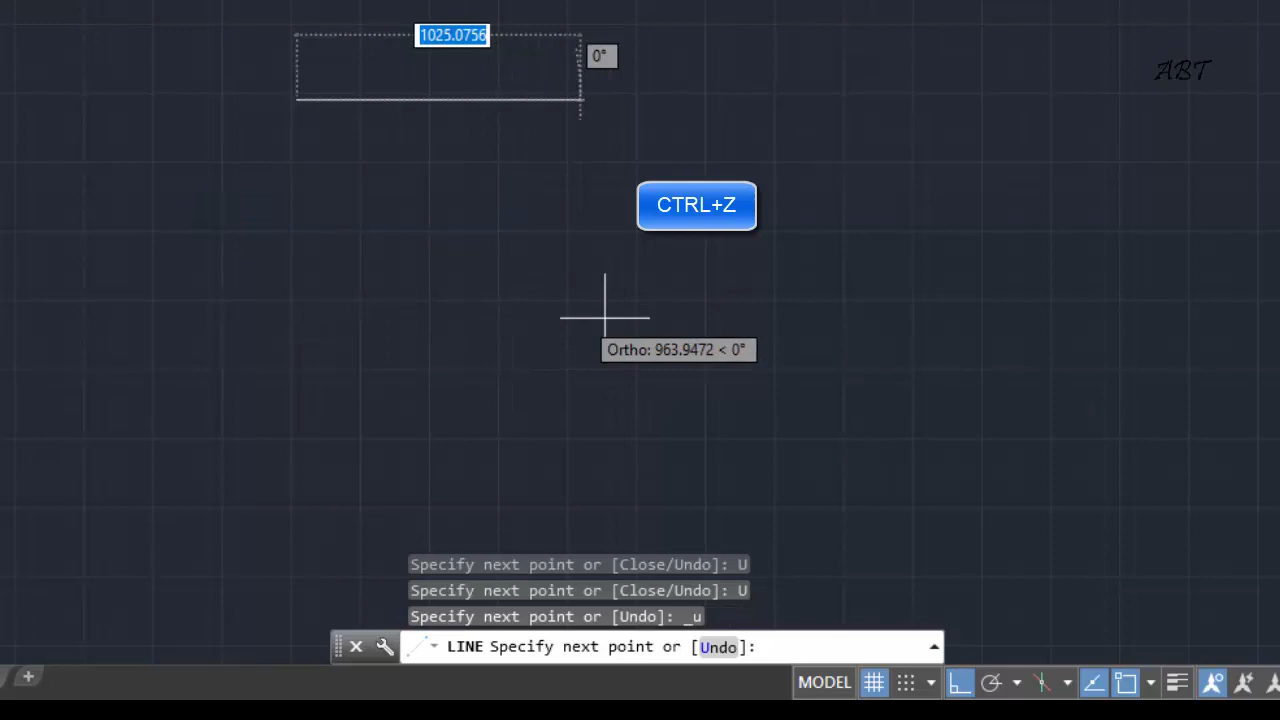 1025.0756
0°
ABT
CTRL+Z
Ortho: 963.9472 < 0°
Specify next point or [Close/Undo]: U
Specify next point or [Close/Undo]: U
Specify next point or [Undo]: _u
LINE Specify next point or [Undo]:
MODEL